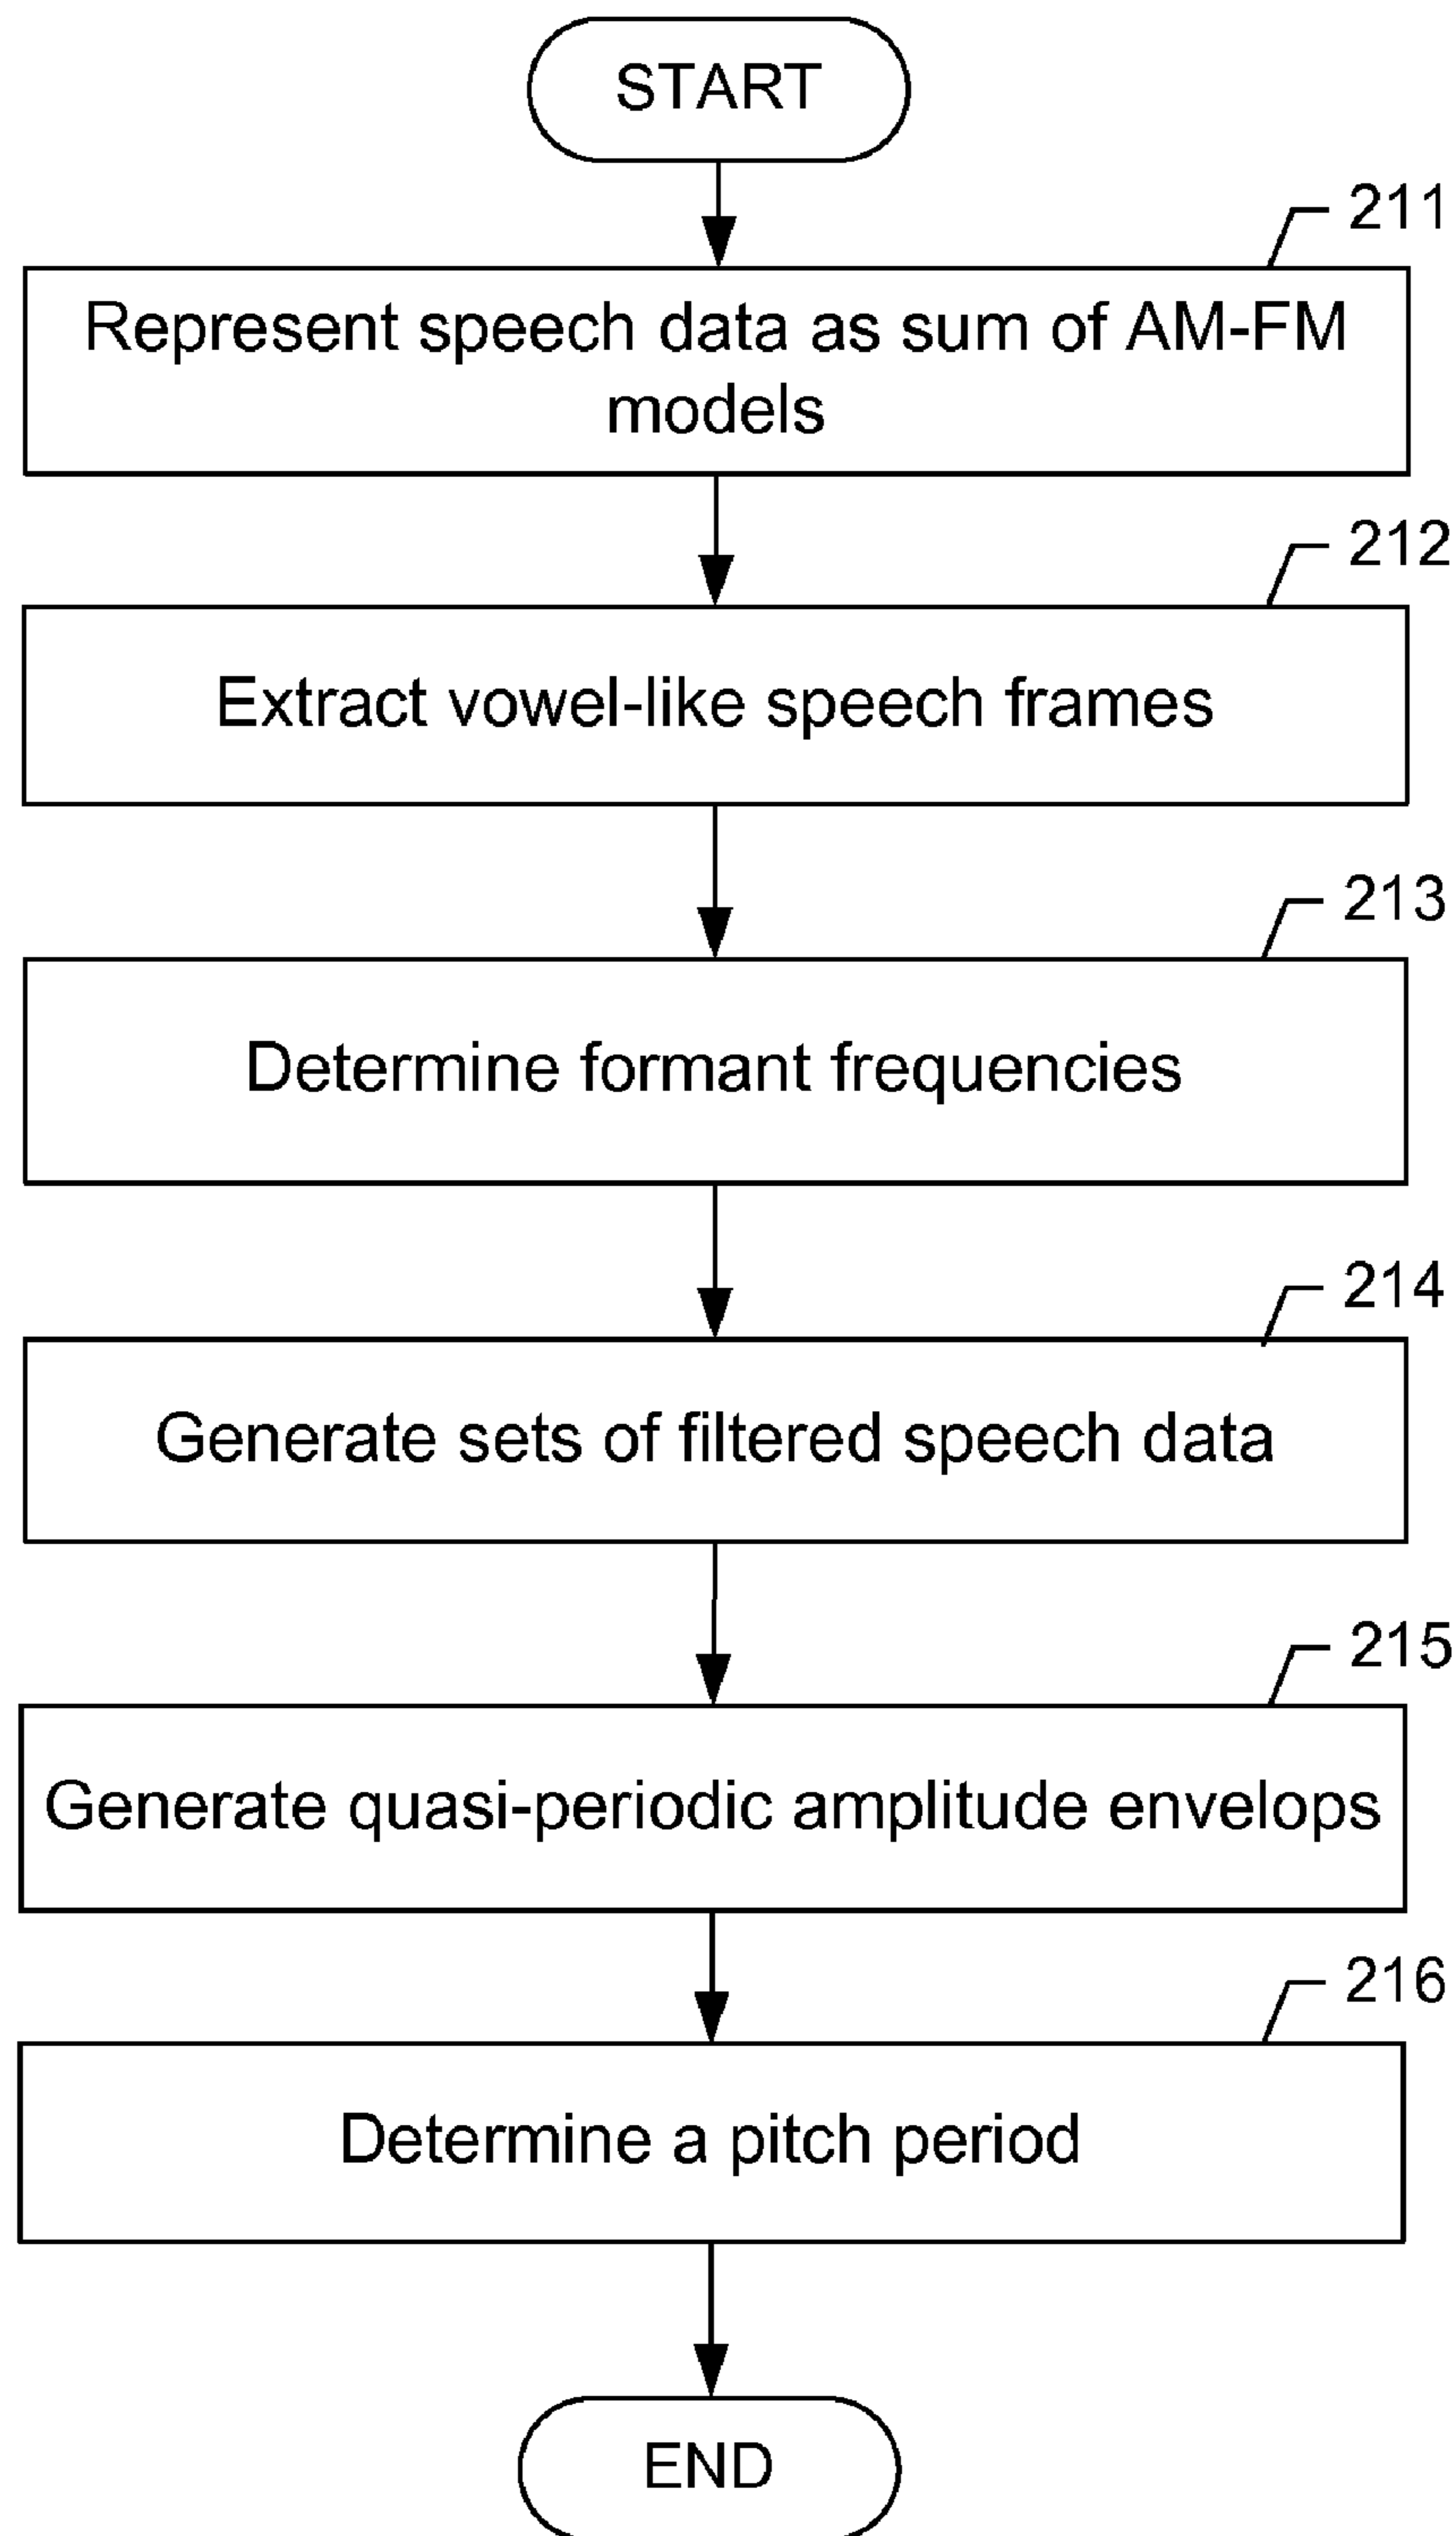 START
211
Represent speech data as sum of AM-FM
models
212
Extract vowel-like speech frames
213
Determine formant frequencies
214
Generate sets of filtered speech data
215
Generate quasi-periodic amplitude envelops
216
Determine a pitch period
END